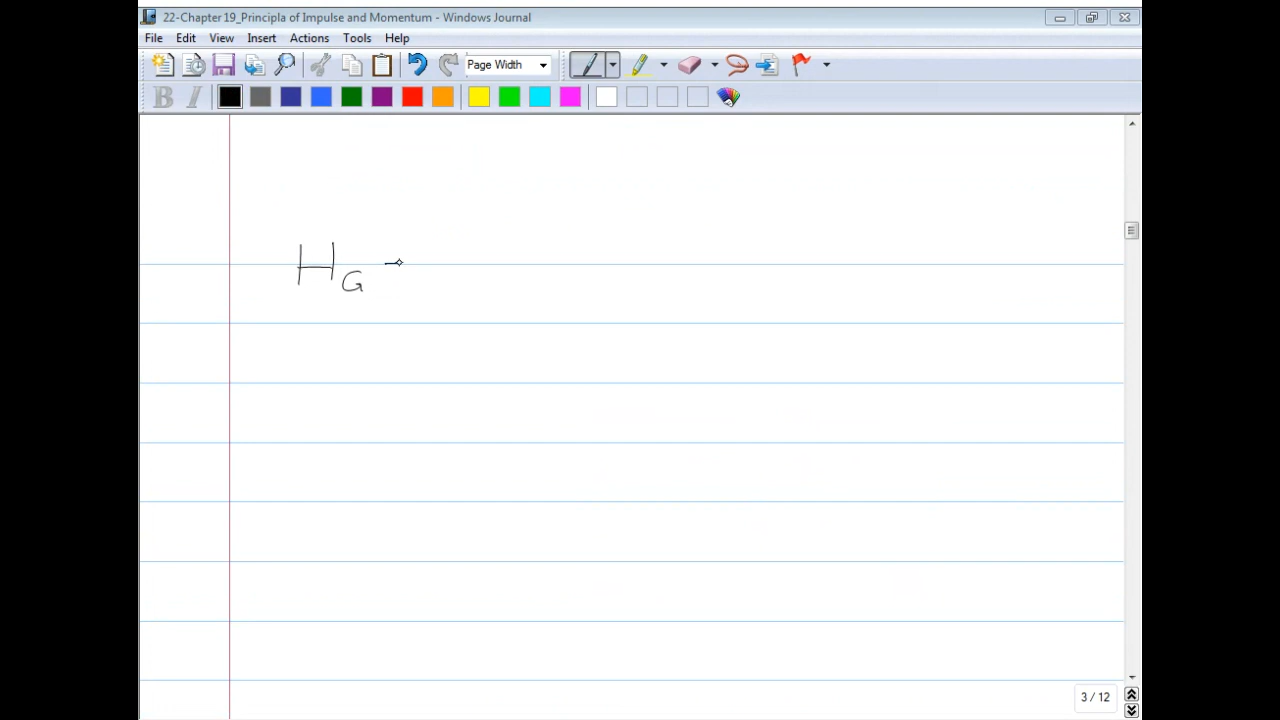 22-Chapter 19_Principla of Impulse and Momentum - Windows Journal
File Edit View Insert Actions Tools Help
Page Width
B I
H_G -
3 / 12